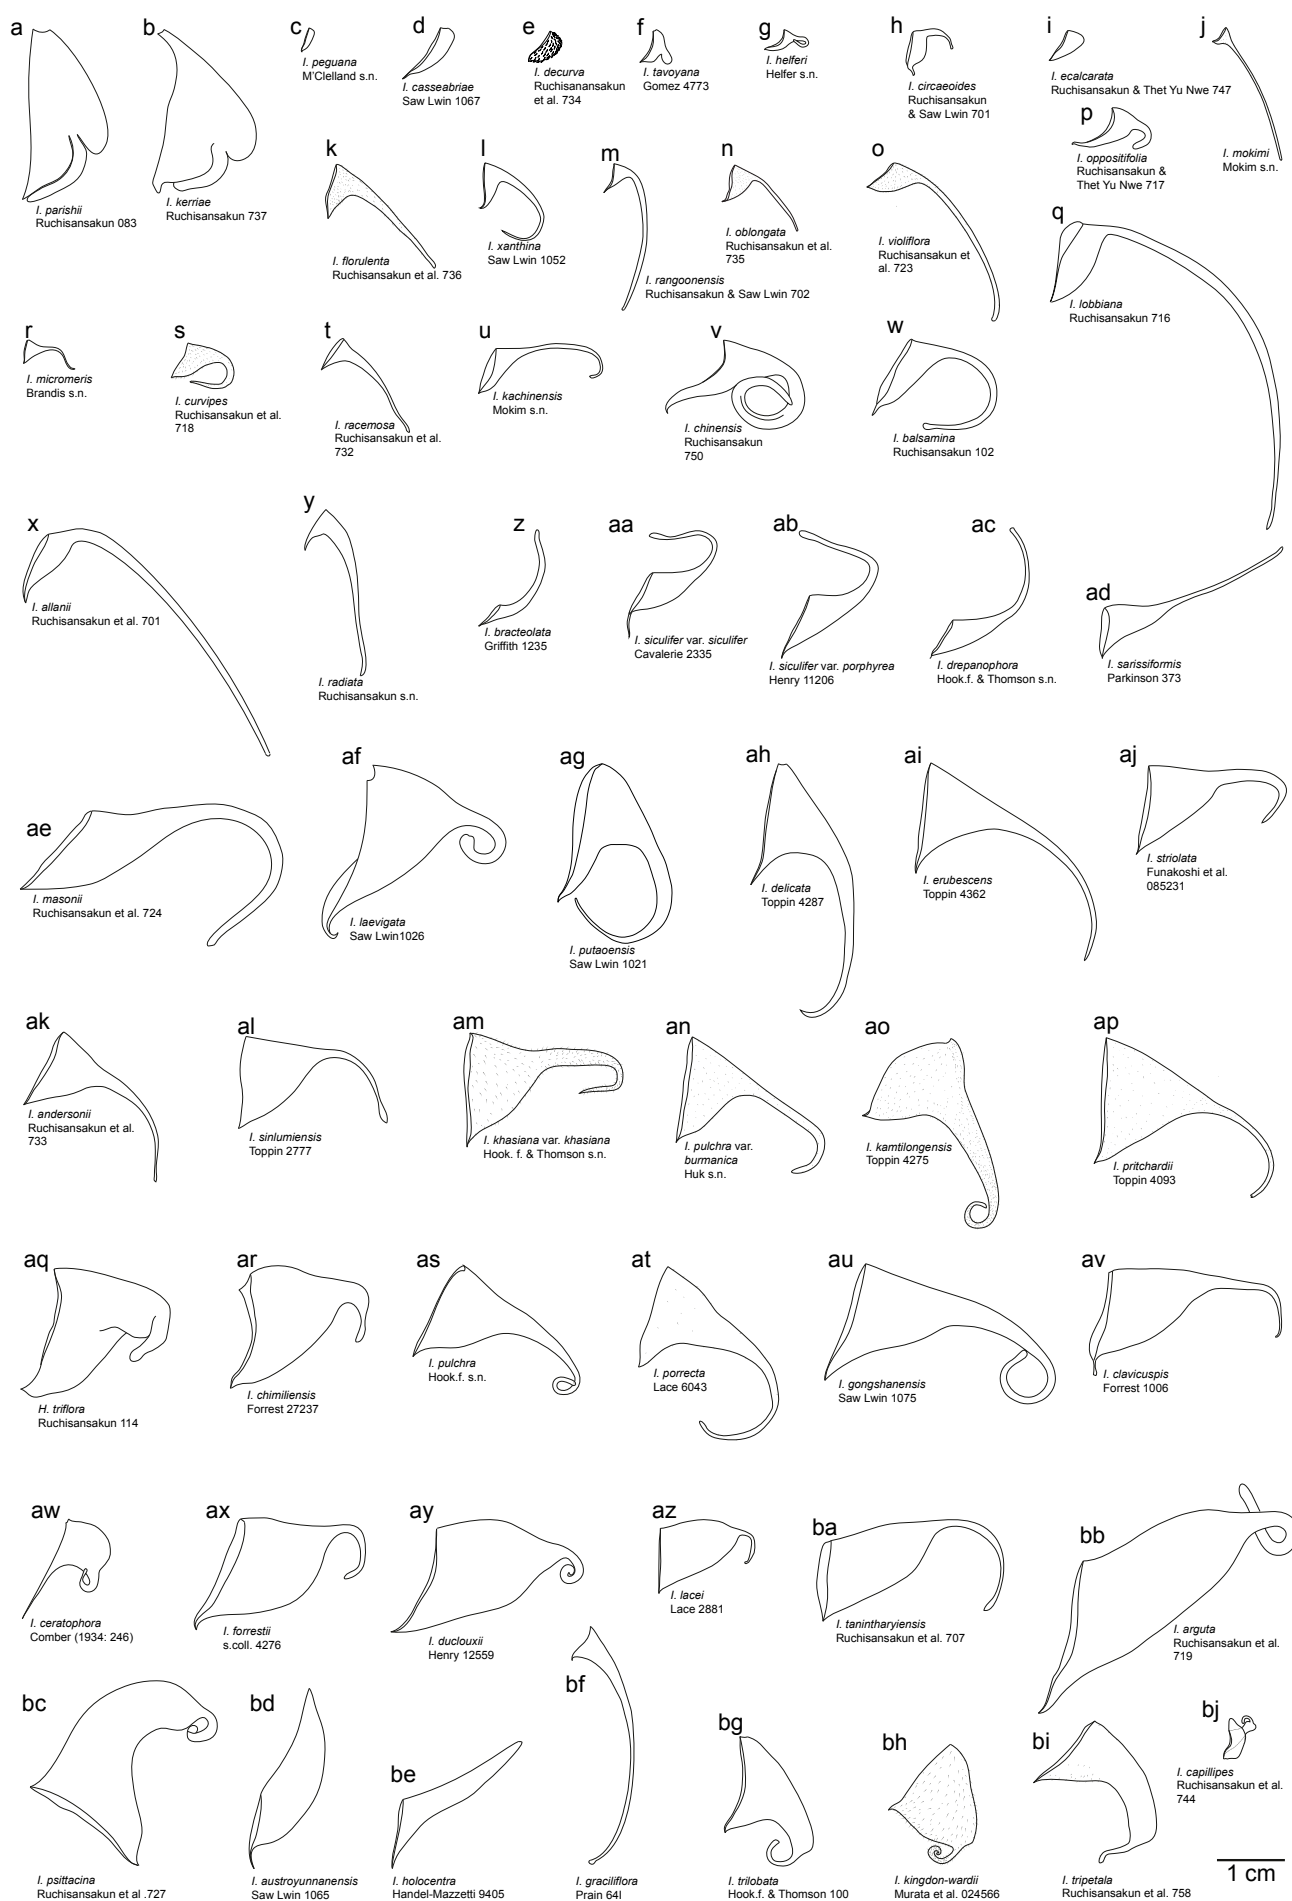 a
I. parishii
Ruchisansakun 083
b
I. kerriae
Ruchisansakun 737
c
I. peguana
M'Clelland s.n.
d
I. casseabriae
Saw Lwin 1067
e
I. decurva
Ruchisanansakun
et al. 734
f
I. tavoyana
Gomez 4773
g
I. helferi
Helfer s.n.
h
I. circaeoides
Ruchisansakun
& Saw Lwin 701
i
I. ecalcarata
Ruchisansakun & Thet Yu Nwe 747
j
I. mokimi
Mokim s.n.
k
I. florulenta
Ruchisansakun et al. 736
l
I. xanthina
Saw Lwin 1052
m
I. rangoonensis
Ruchisansakun & Saw Lwin 702
n
I. oblongata
Ruchisansakun et al.
735
o
I. violiflora
Ruchisansakun et
al. 723
p
I. oppositifolia
Ruchisansakun &
Thet Yu Nwe 717
q
I. lobbiana
Ruchisansakun 716
r
I. micromeris
Brandis s.n.
s
I. curvipes
Ruchisansakun et al.
718
t
I. racemosa
Ruchisansakun et al.
732
u
I. kachinensis
Mokim s.n.
v
I. chinensis
Ruchisansakun
750
w
I. balsamina
Ruchisansakun 102
x
I. allanii
Ruchisansakun et al. 701
y
I. radiata
Ruchisansakun s.n.
z
I. bracteolata
Griffith 1235
aa
I. siculifer var. siculifer
Cavalerie 2335
ab
I. siculifer var. porphyrea
Henry 11206
ac
I. drepanophora
Hook.f. & Thomson s.n.
ad
I. sarissiformis
Parkinson 373
ae
I. masonii
Ruchisansakun et al. 724
af
I. laevigata
Saw Lwin1026
ag
I. putaoensis
Saw Lwin 1021
ah
I. delicata
Toppin 4287
ai
I. erubescens
Toppin 4362
aj
I. striolata
Funakoshi et al.
085231
ak
I. andersonii
Ruchisansakun et al.
733
al
I. sinlumiensis
Toppin 2777
am
I. khasiana var. khasiana
Hook. f. & Thomson s.n.
an
I. pulchra var.
burmanica
Huk s.n.
ao
I. kamtilongensis
Toppin 4275
ap
I. pritchardii
Toppin 4093
aq
H. triflora
Ruchisansakun 114
ar
I. chimiliensis
Forrest 27237
as
I. pulchra
Hook.f. s.n.
at
I. porrecta
Lace 6043
au
I. gongshanensis
Saw Lwin 1075
av
I. clavicuspis
Forrest 1006
aw
I. ceratophora
Comber (1934: 246)
ax
I. forrestii
s.coll. 4276
ay
I. duclouxii
Henry 12559
az
I. lacei
Lace 2881
ba
I. tanintharyiensis
Ruchisansakun et al. 707
bb
I. arguta
Ruchisansakun et al.
719
bc
I. psittacina
Ruchisansakun et al .727
bd
I. austroyunnanensis
Saw Lwin 1065
be
I. holocentra
Handel-Mazzetti 9405
bf
I. graciliflora
Prain 64I
bg
I. trilobata
Hook.f. & Thomson 100
bh
I. kingdon-wardii
Murata et al. 024566
bi
I. tripetala
Ruchisansakun et al. 758
bj
I. capillipes
Ruchisansakun et al.
744
1 cm